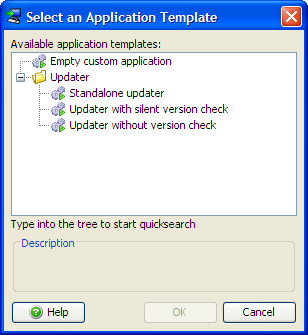 Select an Application Template
Available application templates:
Empty custom application
Updater
Standalone updater
Updater with silent version check
Updater without version check
Type into the tree to start quicksearch
Description
Help
OK
Cancel